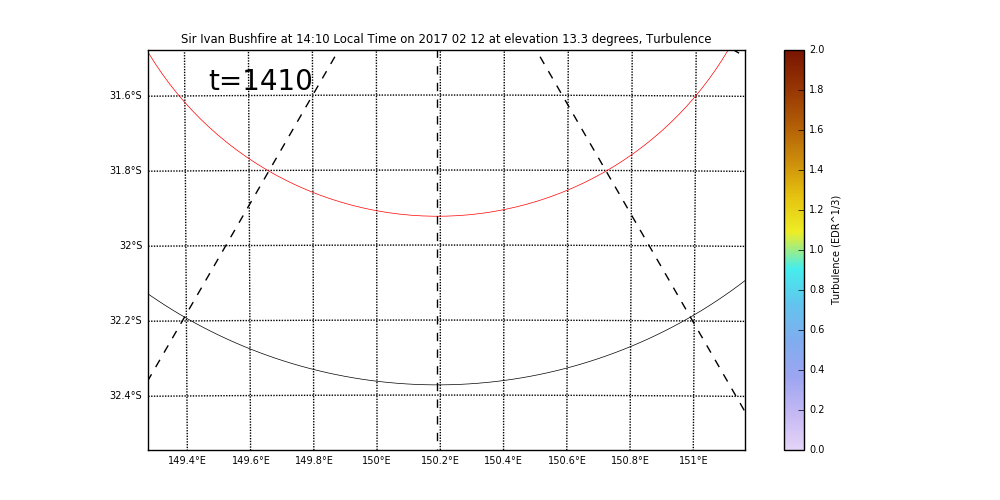 Sir Ivan Bushfire at 14:10 Local Time on 2017 02 12 at elevation 13.3 degrees, Turbulence
t=1410
31.6°S
31.8°S
32°S
32.2°S
32.4°S
149.4°E 149.6°E 149.8°E 150°E 150.2°E 150.4°E 150.6°E 150.8°E 151°E
2.0
1.8
1.6
1.4
1.2
1.0
0.8
0.6
0.4
0.2
0.0
Turbulence (EDR^1/3)